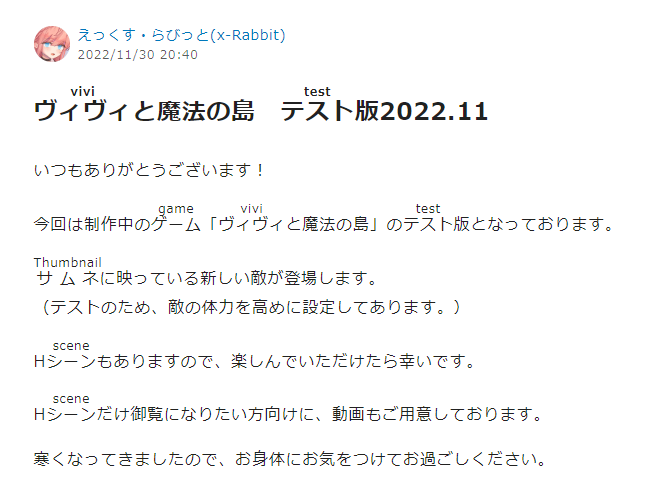 えっくす・らびっと(x-Rabbit)
2022/11/30 20:40
vivi test
ヴィヴィと魔法の島　テスト版2022.11
いつもありがとうございます！
game vivi test
今回は制作中のゲーム「ヴィヴィと魔法の島」のテスト版となっております。
Thumbnail
サムネに映っている新しい敵が登場します。
（テストのため、敵の体力を高めに設定してあります。）
scene
Hシーンもありますので、楽しんでいただけたら幸いです。
scene
Hシーンだけ御覧になりたい方向けに、動画もご用意しております。
寒くなってきましたので、お身体にお気をつけてお過ごしください。